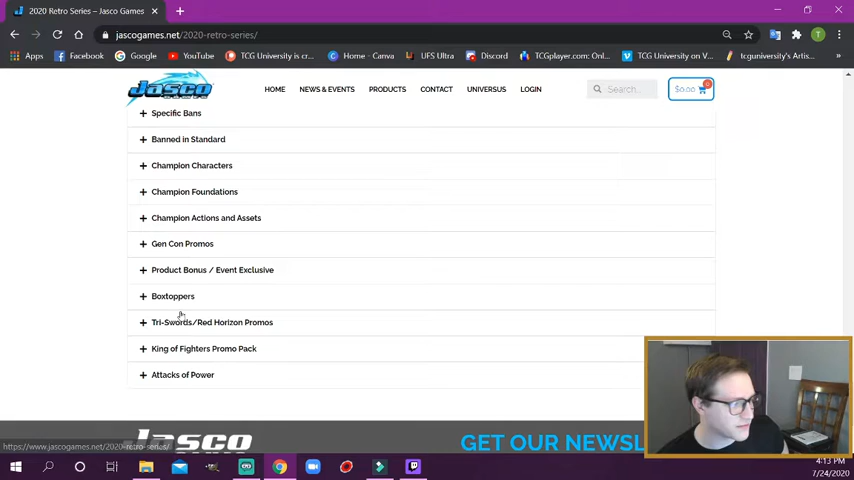 2020 Retro Series – Jasco Games
jascogames.net/2020-retro-series/
Apps Facebook Google YouTube TCG University is cr... Home - Canva UFS Ultra Discord TCGplayer.com: Onl... TCG University on V... tcguniversity's Artis...
T
Jasco
GAMES
HOME NEWS & EVENTS PRODUCTS CONTACT UNIVERSUS LOGIN Search... $0.00 0
Specific Bans
Banned in Standard
Champion Characters
Champion Foundations
Champion Actions and Assets
Gen Con Promos
Product Bonus / Event Exclusive
Boxtoppers
Tri-Swords/Red Horizon Promos
King of Fighters Promo Pack
Attacks of Power
Jasco
GET OUR NEWSL
https://www.jascogames.net/2020-retro-series/
4:13 PM
7/24/2020